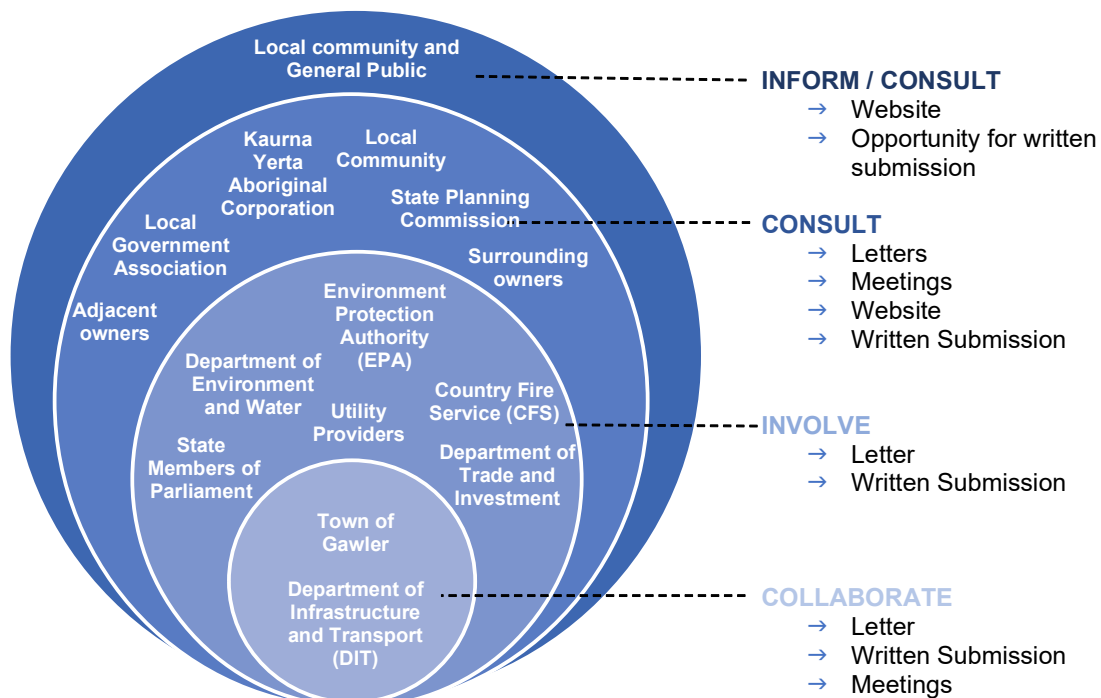 Local community and
General Public
Kaurna
Yerta
Aboriginal
Corporation
Local
Community
State Planning
Commission
Local
Government
Association
Surrounding
owners
Adjacent
owners
Environment
Protection
Authority
(EPA)
Department of
Environment
and Water
Country Fire
Service (CFS)
Utility
Providers
State
Members of
Parliament
Department of
Trade and
Investment
Town of
Gawler
Department of
Infrastructure
and Transport
(DIT)
INFORM / CONSULT
→ Website
→ Opportunity for written
submission
CONSULT
→ Letters
→ Meetings
→ Website
→ Written Submission
INVOLVE
→ Letter
→ Written Submission
COLLABORATE
→ Letter
→ Written Submission
→ Meetings